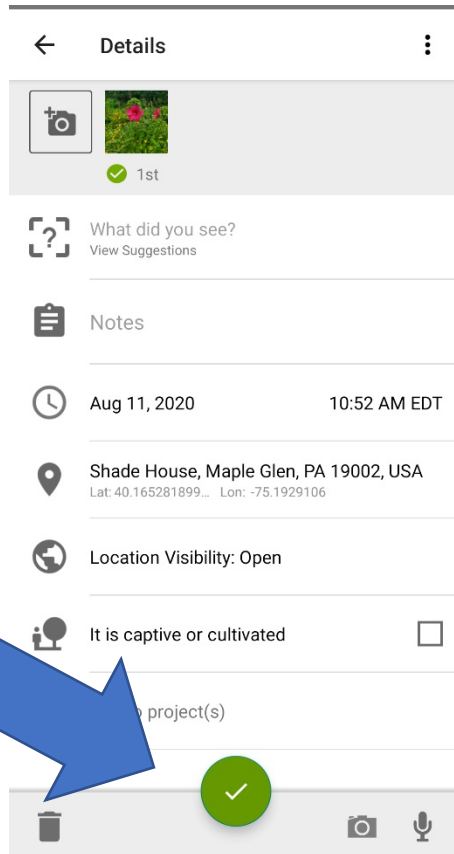 Details
1st
What did you see?
View Suggestions
Notes
Aug 11, 2020 10:52 AM EDT
Shade House, Maple Glen, PA 19002, USA
Lat: 40.165281899... Lon: -75.1929106
Location Visibility: Open
It is captive or cultivated
project(s)